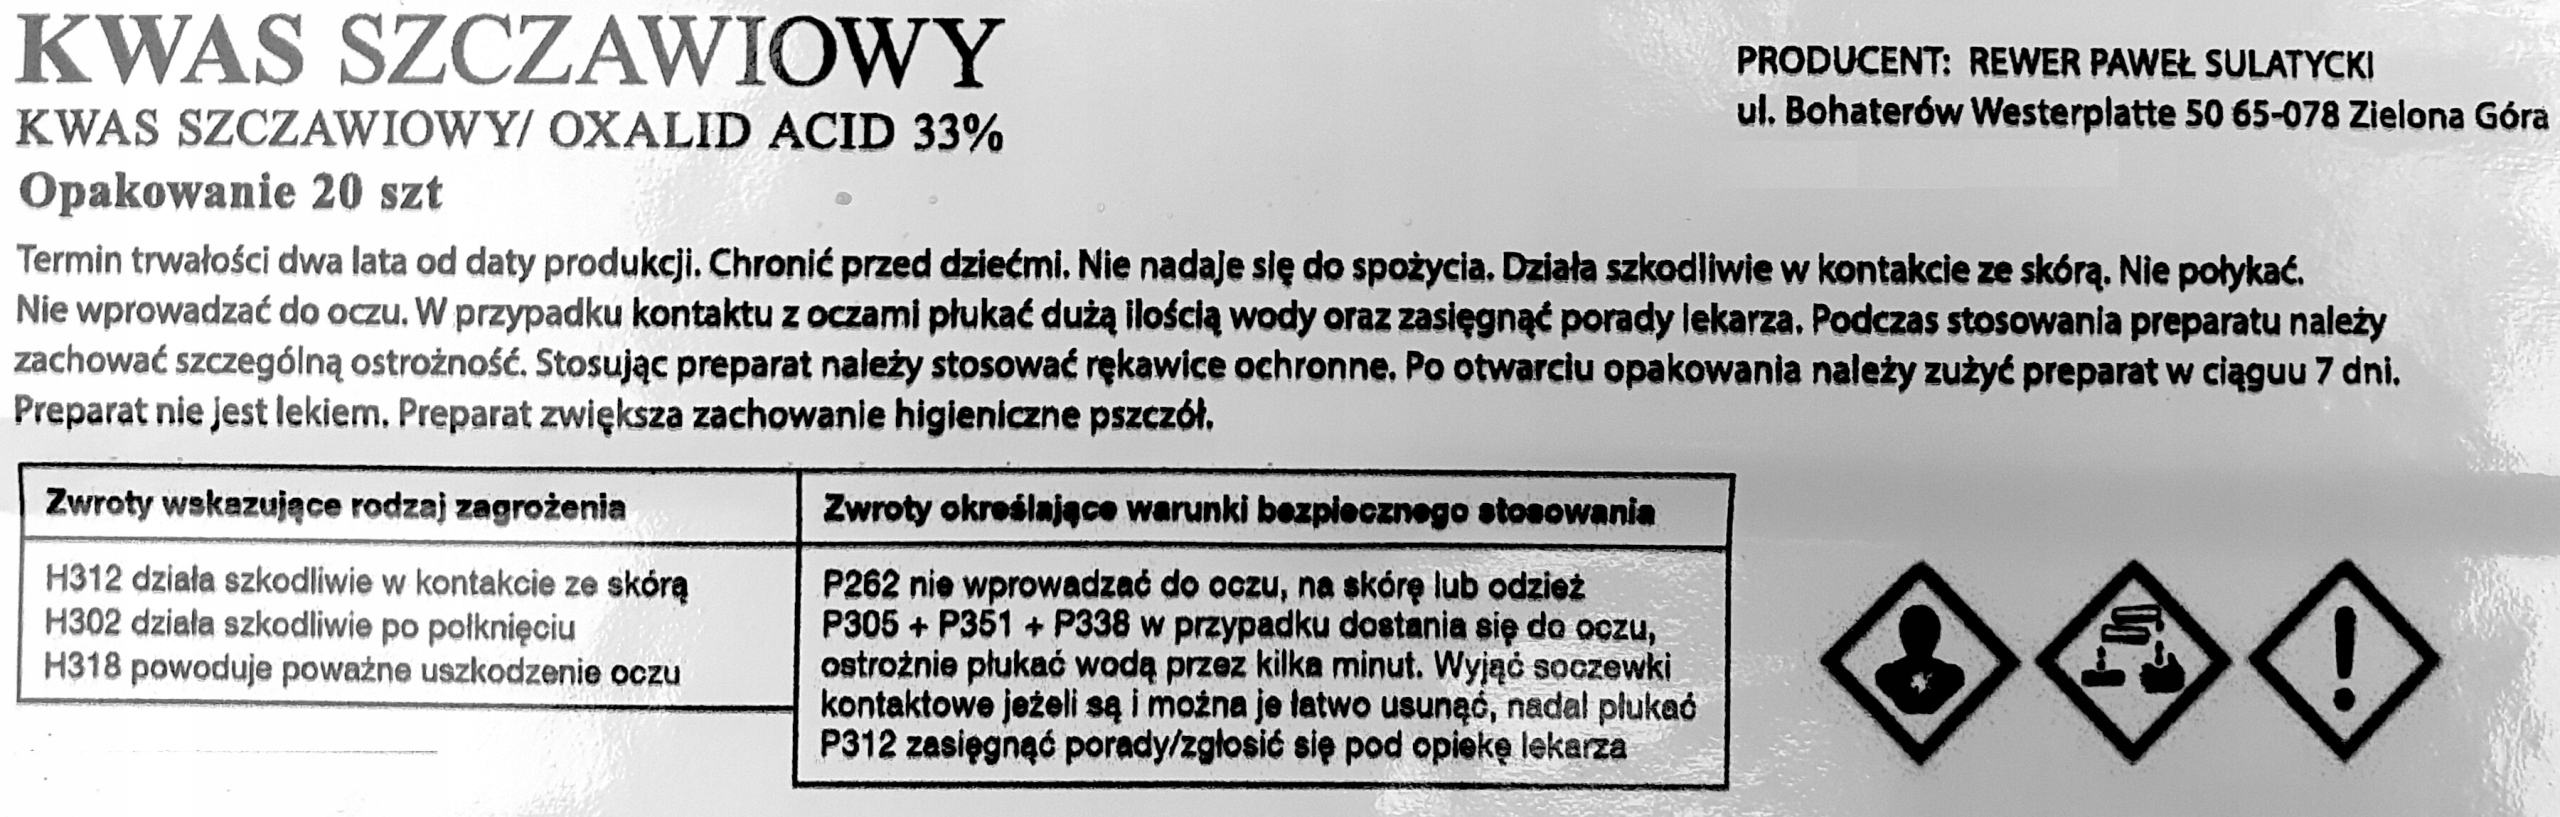 KWAS SZCZAWIOWY
KWAS SZCZAWIOWY/ OXALID ACID 33%
Opakowanie 20 szt
PRODUCENT: REWER PAWEŁ SULATYCKI
ul. Bohaterów Westerplatte 50 65-078 Zielona Góra
Termin trwałości dwa lata od daty produkcji. Chronić przed dziećmi. Nie nadaje się do spożycia. Działa szkodliwie w kontakcie ze skórą. Nie połykać.
Nie wprowadzać do oczu. W przypadku kontaktu z oczami płukać dużą ilością wody oraz zasięgnąć porady lekarza. Podczas stosowania preparatu należy
zachować szczególną ostrożność. Stosując preparat należy stosować rękawice ochronne. Po otwarciu opakowania należy zużyć preparat w ciąguu 7 dni.
Preparat nie jest lekiem. Preparat zwiększa zachowanie higieniczne pszczół.
Zwroty wskazujące rodzaj zagrożenia
H312 działa szkodliwie w kontakcie ze skórą
H302 działa szkodliwie po połknięciu
H318 powoduje poważne uszkodzenie oczu
Zwroty określające warunki bezpiecznego stosowania
P262 nie wprowadzać do oczu, na skórę lub odzież
P305 + P351 + P338 w przypadku dostania się do oczu,
ostrożnie płukać wodą przez kilka minut. Wyjąć soczewki
kontaktowe jeżeli są i można je łatwo usunąć, nadal płukać
P312 zasięgnąć porady/zgłosić się pod opiekę lekarza